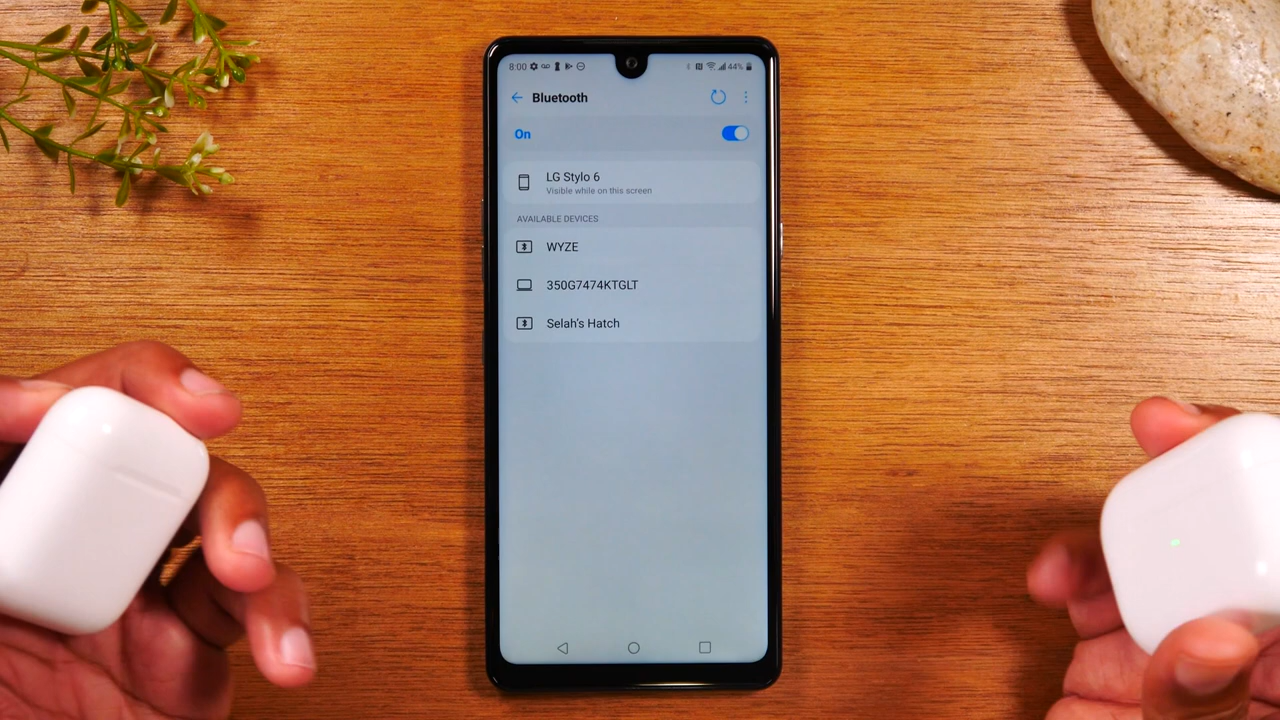 8:00 44%
Bluetooth
On
LG Stylo 6
Visible while on this screen
AVAILABLE DEVICES
WYZE
350G7474KTGLT
Selah's Hatch